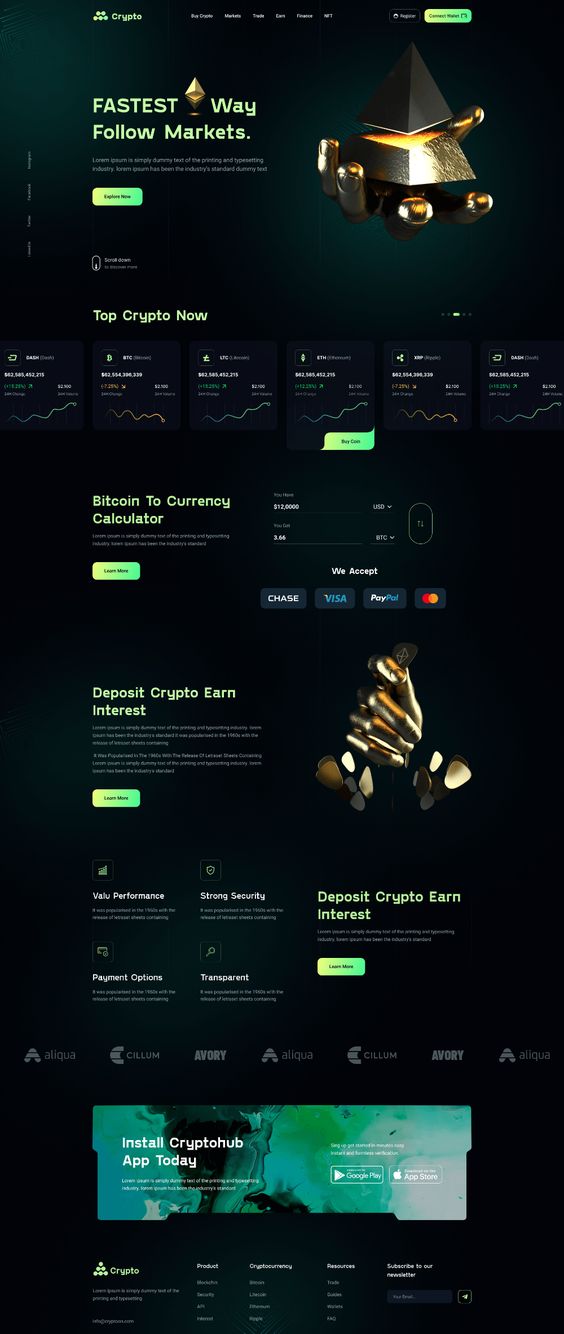 Crypto
Buy Crypto
Markets
Trade
Earn
Finance
NFT
Register
Connect Wallet
FASTEST Way
Follow Markets.
Lorem ipsum is simply dummy text of the printing and typesetting
industry. lorem ipsum has been the industry's standard dummy text
Explore Now
Instagram
Facebook
Twitter
LinkedIn
Scroll down
to discover more
Top Crypto Now
DASH (Dash)
$62,585,452,215
(+15.25%)
$2,100
24H Change
24H Volume
BTC (Bitcoin)
$62,554,396,339
(-7.25%)
$2,100
24H Change
24H Volume
LTC (Litecoin)
$62,585,452,215
(+15.25%)
$2,100
24H Change
24H Volume
ETH (Ethereum)
$62,585,452,215
(+12.25%)
$2,100
24H Change
24H Volume
Buy Coin
XRP (Ripple)
$62,554,396,339
(-7.25%)
$2,100
24H Change
24H Volume
DASH (Dash)
$62,585,452,215
(+15.25%)
$2,100
24H Change
24H Volume
Bitcoin To Currency
Calculator
Lorem ipsum is simply dummy text of the printing and typesetting
industry. lorem ipsum has been the industry's standard
Learn More
You Have
$12,0000
USD
You Get
3.66
BTC
We Accept
CHASE
VISA
PayPal
Deposit Crypto Earn
Interest
Lorem ipsum is simply dummy text of the printing and typesetting industry. lorem
ipsum has been the industry's standard it was popularised in the 1960s with the
release of letraset sheets containing
It Was Popularised In The 1960s With The Release Of Letraset Sheets Containing
Lorem ipsum is simply dummy text of the printing and typesetting industry. lorem
ipsum has been the industry's standard
Learn More
Valu Performance
It was popularised in the 1960s with the
release of letraset sheets containing
Strong Security
It was popularised in the 1960s with the
release of letraset sheets containing
Payment Options
It was popularised in the 1960s with the
release of letraset sheets containing
Transparent
It was popularised in the 1960s with the
release of letraset sheets containing
Deposit Crypto Earn
Interest
Lorem ipsum is simply dummy text of the printing and typesetting
industry. lorem ipsum has been the industry's standard
Learn More
aliqua
CILLUM
AVORY
aliqua
CILLUM
AVORY
aliqua
Install Cryptohub
App Today
Lorem ipsum is simply dummy text of the printing and typesetting
industry. lorem ipsum has been the industry's standard
Sing up get started in minutes easy
Instant and formless verification
Google Play
Download on the
App Store
Crypto
Lorem ipsum is simply dummy text of the
printing and typesetting
Product
Blockchin
Security
API
Interest
Cryptocurrency
Bitcoin
Litecoin
Ethereum
Ripple
Resources
Trade
Guides
Wallets
FAQ
Subscribe to our
newsletter
Your Email...